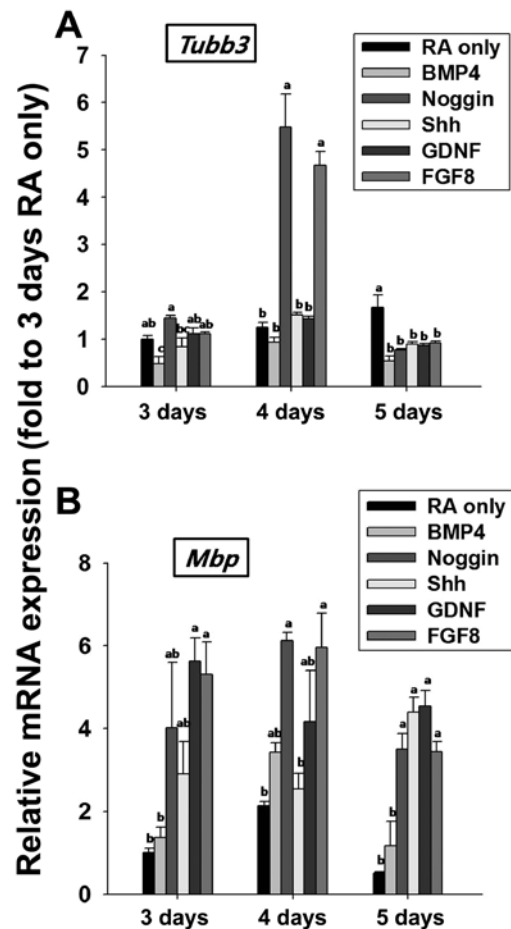 Relative mRNA expression (fold to 3 days RA only)
A
Tubb3
RA only
BMP4
Noggin
Shh
GDNF
FGF8
7
6
5
4
3
2
1
0
ab
c
a
bc
ab
ab
b
b
a
b
b
a
a
b
b
b
b
b
3 days
4 days
5 days
B
Mbp
RA only
BMP4
Noggin
Shh
GDNF
FGF8
8
6
4
2
0
b
b
ab
ab
a
a
b
ab
a
b
ab
a
b
b
a
a
a
a
3 days
4 days
5 days